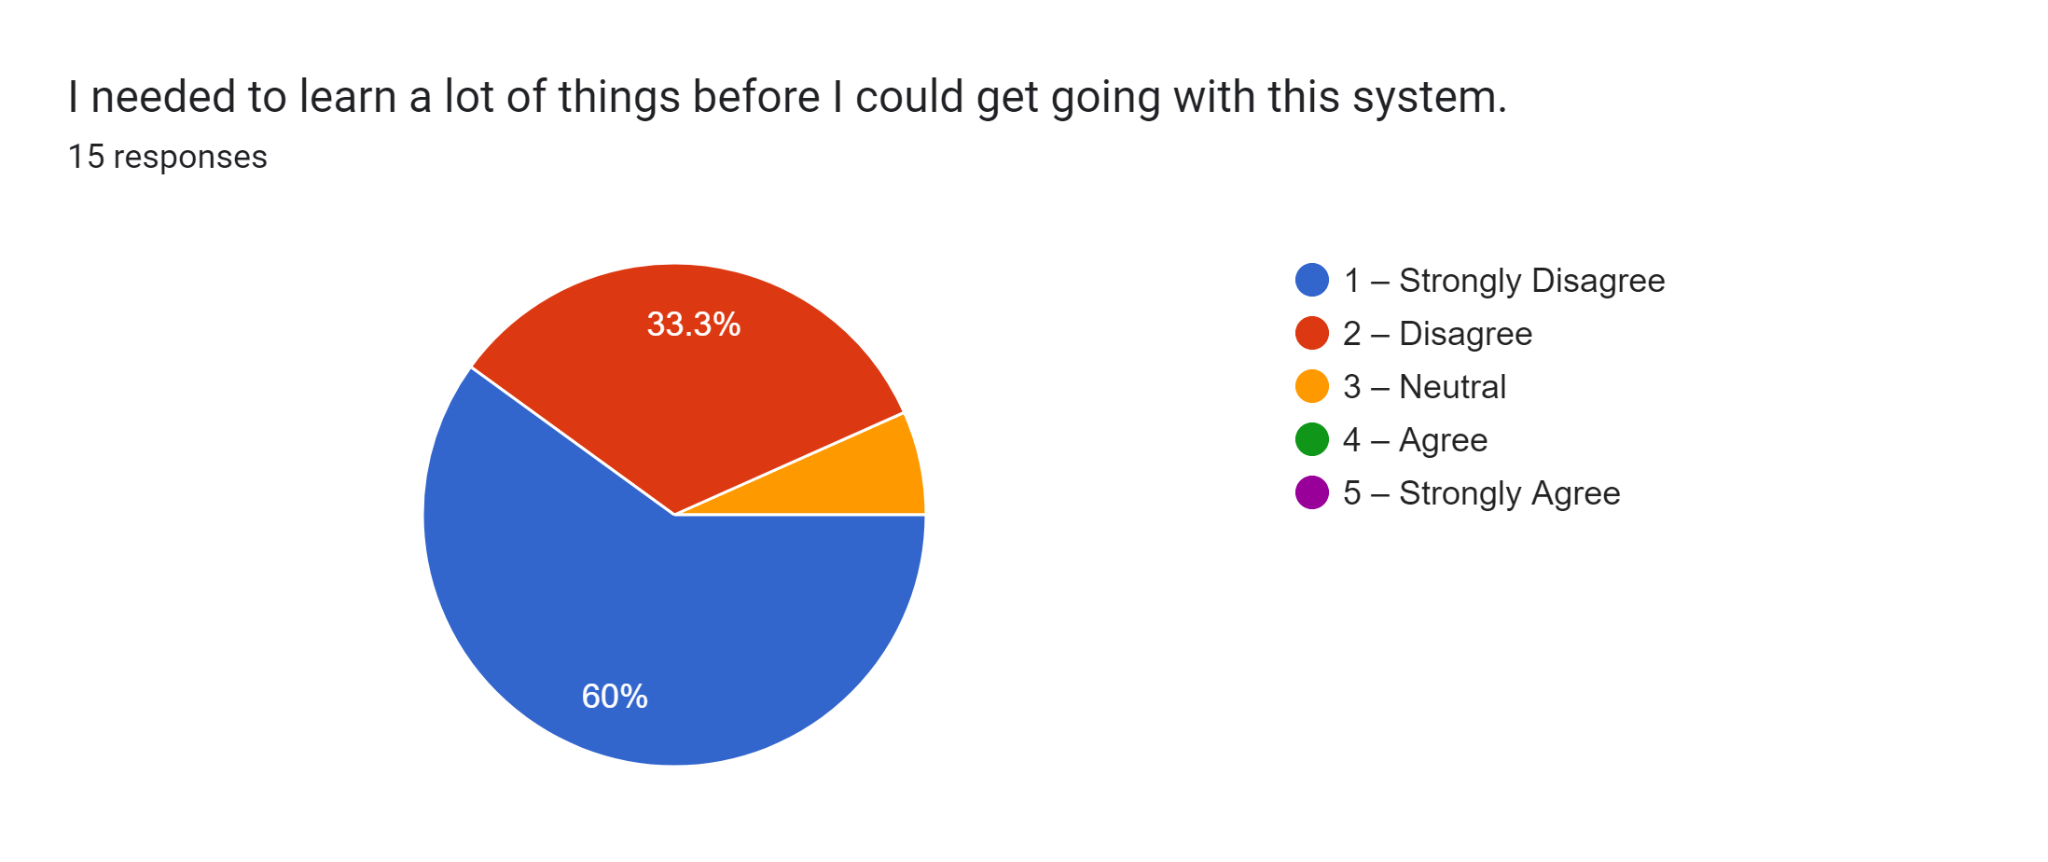 I needed to learn a lot of things before I could get going with this system.
15 responses
33.3%
60%
1 – Strongly Disagree
2 – Disagree
3 – Neutral
4 – Agree
5 – Strongly Agree